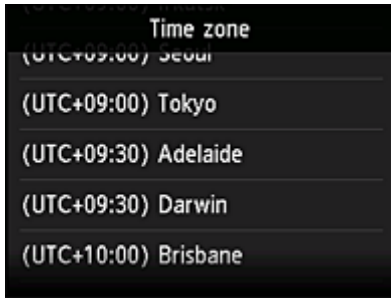 Time zone
(UTC+09:00) Seoul
(UTC+09:00) Tokyo
(UTC+09:30) Adelaide
(UTC+09:30) Darwin
(UTC+10:00) Brisbane